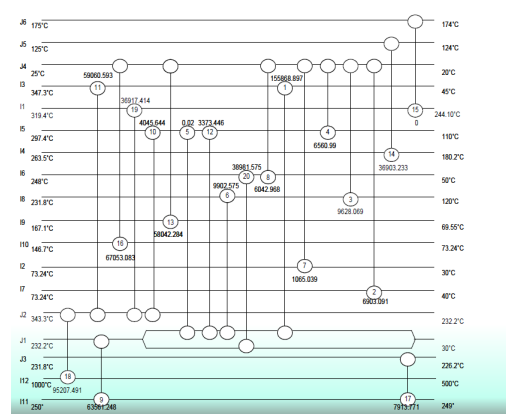 J6 175°C 174°C
J5 125°C 124°C
J4 25°C 20°C
59060.593 155868.897
I3 347.3°C 11 1 45°C
36917.414
I1 319.4°C 19 15 244.10°C
4045.644 0.02 3373.446 0
I5 297.4°C 10 5 12 4 110°C
6560.99
I4 263.5°C 14 180.2°C
38981.575 36903.233
I6 248°C 20 8 50°C
9902.575 6042.968
I8 231.8°C 6 3 120°C
9628.069
I9 167.1°C 13 69.55°C
58042.284
I10 146.7°C 16 73.24°C
67053.083
I2 73.24°C 7 30°C
1065.039
I7 73.24°C 2 40°C
6903.091
J2 343.3°C 232.2°C
J1 232.2°C 30°C
J3 231.8°C 226.2°C
I12 1000°C 18 500°C
95207.491
I11 250° 9 17 249°
63561.248 7913.771